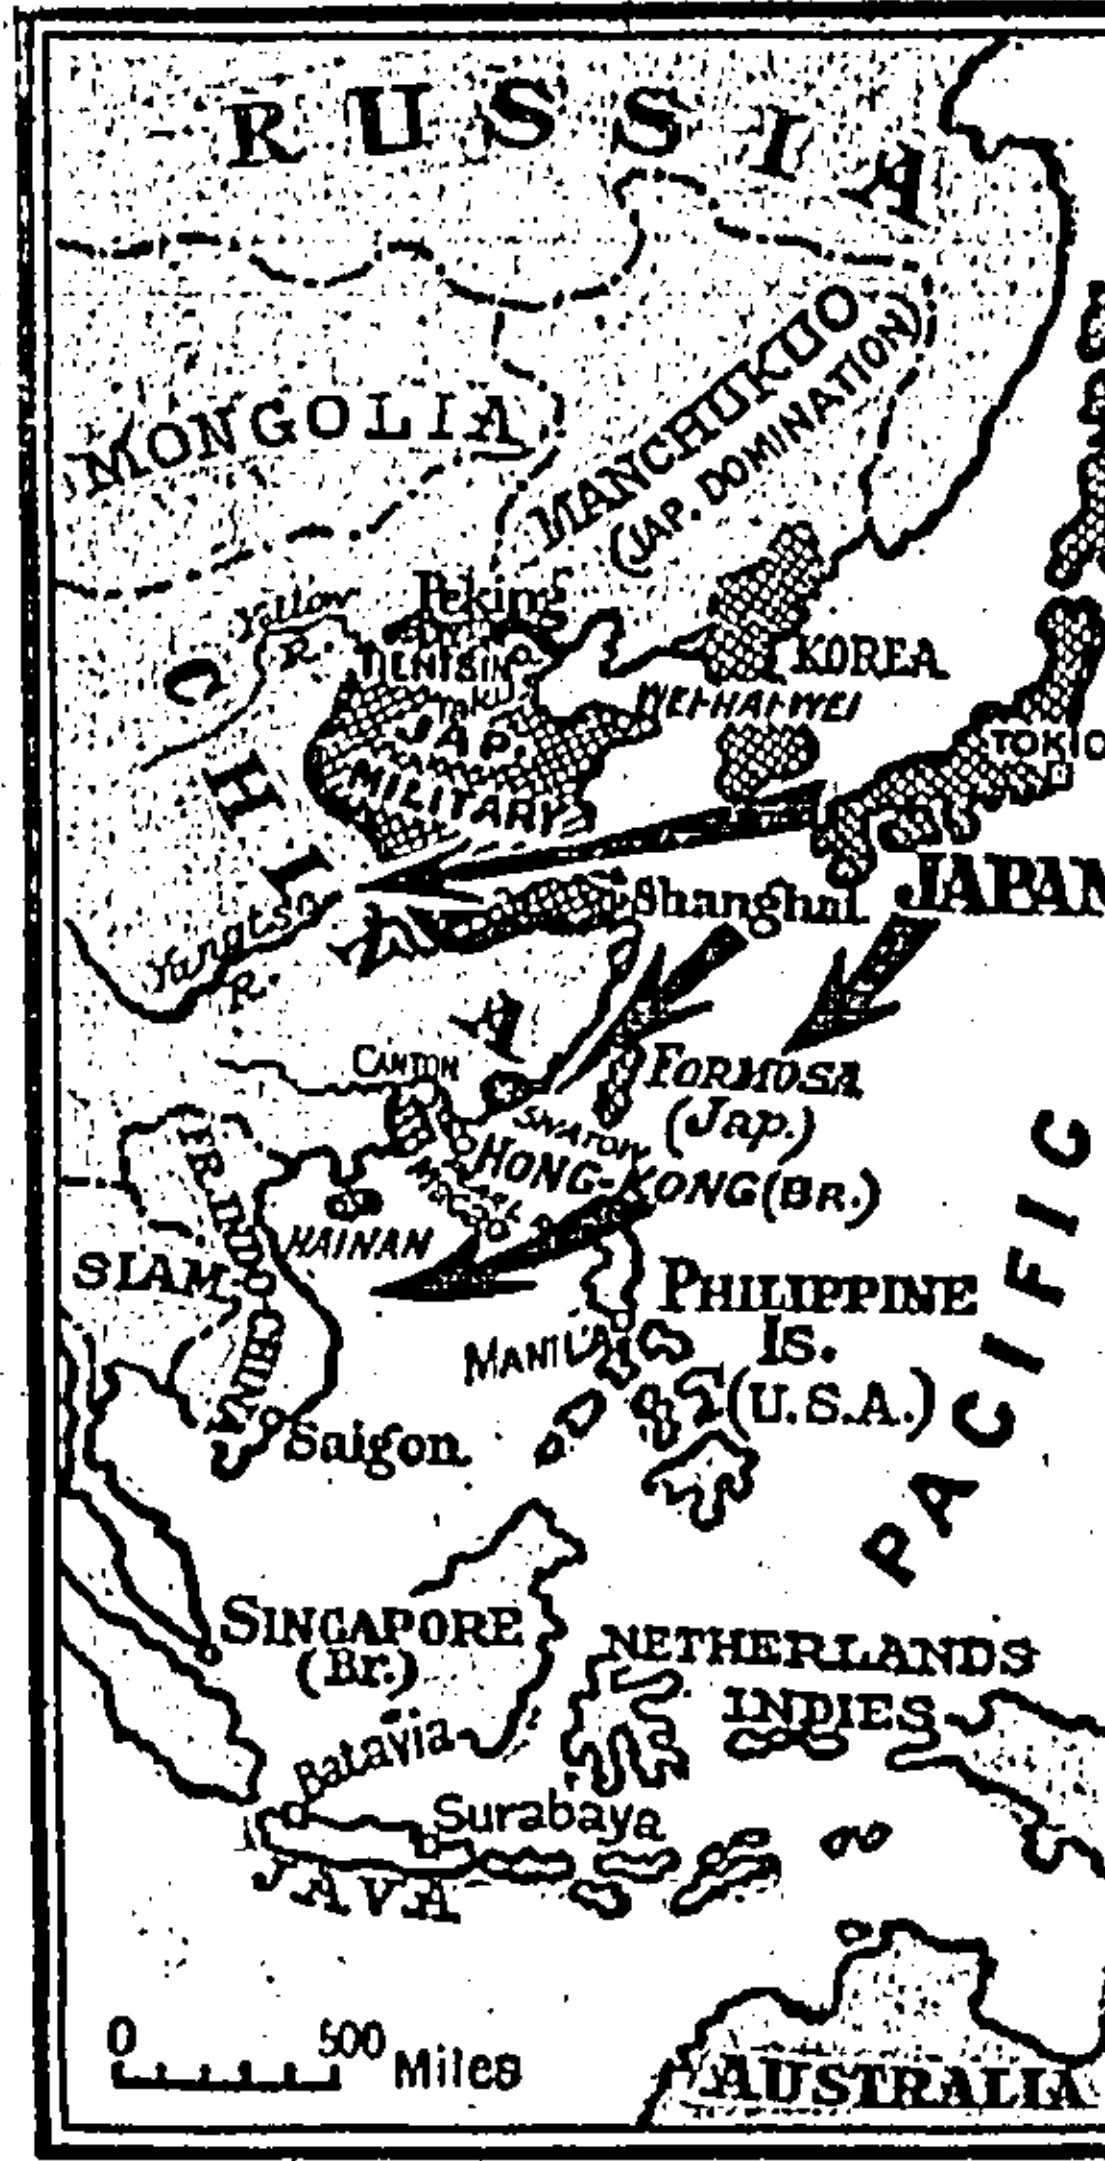 RUSSIA
MONGOLIA
MANCHUKUO
(JAP. DOMINATION)
Peking
Yellow
R.
TIENTSIN
TAKU
KOREA
WEI-HAI-WEI
CHINA
JAP.
MILITARY
TOKIO
JAPAN
Shanghai
Yangtse
R.
CANTON
SWATOW
FORMOSA
(Jap.)
HONG-KONG (BR.)
FR. INDO-CHINA
HAINAN
SIAM
PHILIPPINE
IS.
(U.S.A.)
MANILA
PACIFIC
Saigon
SINGAPORE
(Br.)
NETHERLANDS
INDIES
Batavia
Surabaya
JAVA
0 500 Miles
AUSTRALIA